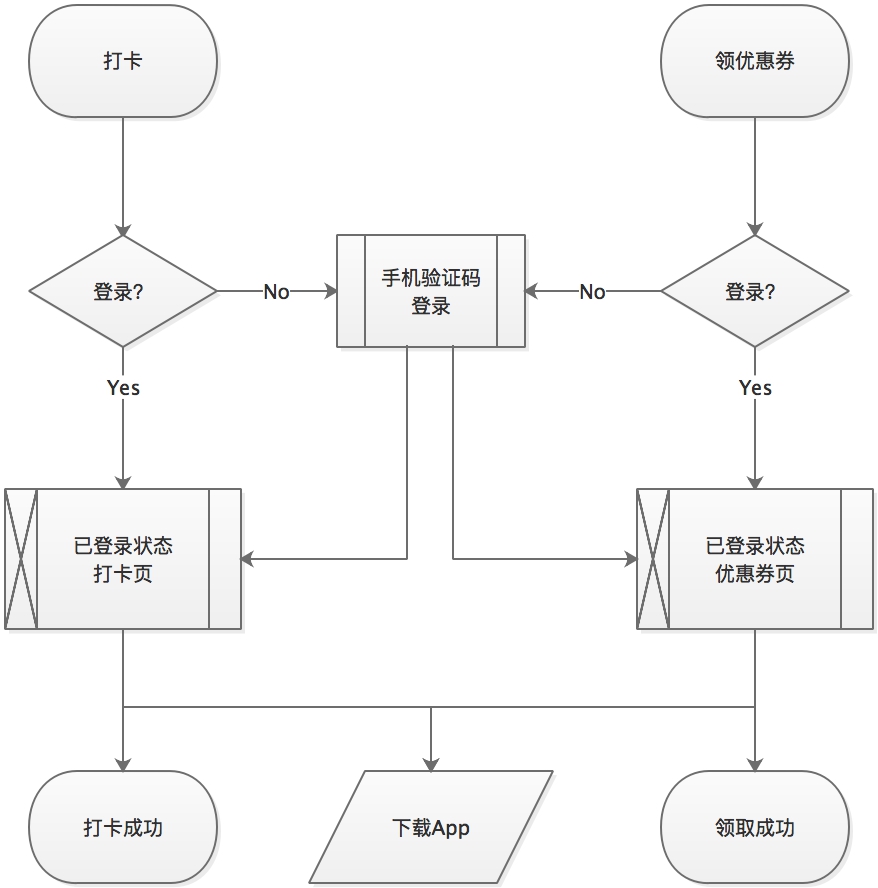 打卡
领优惠券
登录?
No
手机验证码
登录
No
登录?
Yes
Yes
已登录状态
打卡页
已登录状态
优惠券页
打卡成功
下载App
领取成功